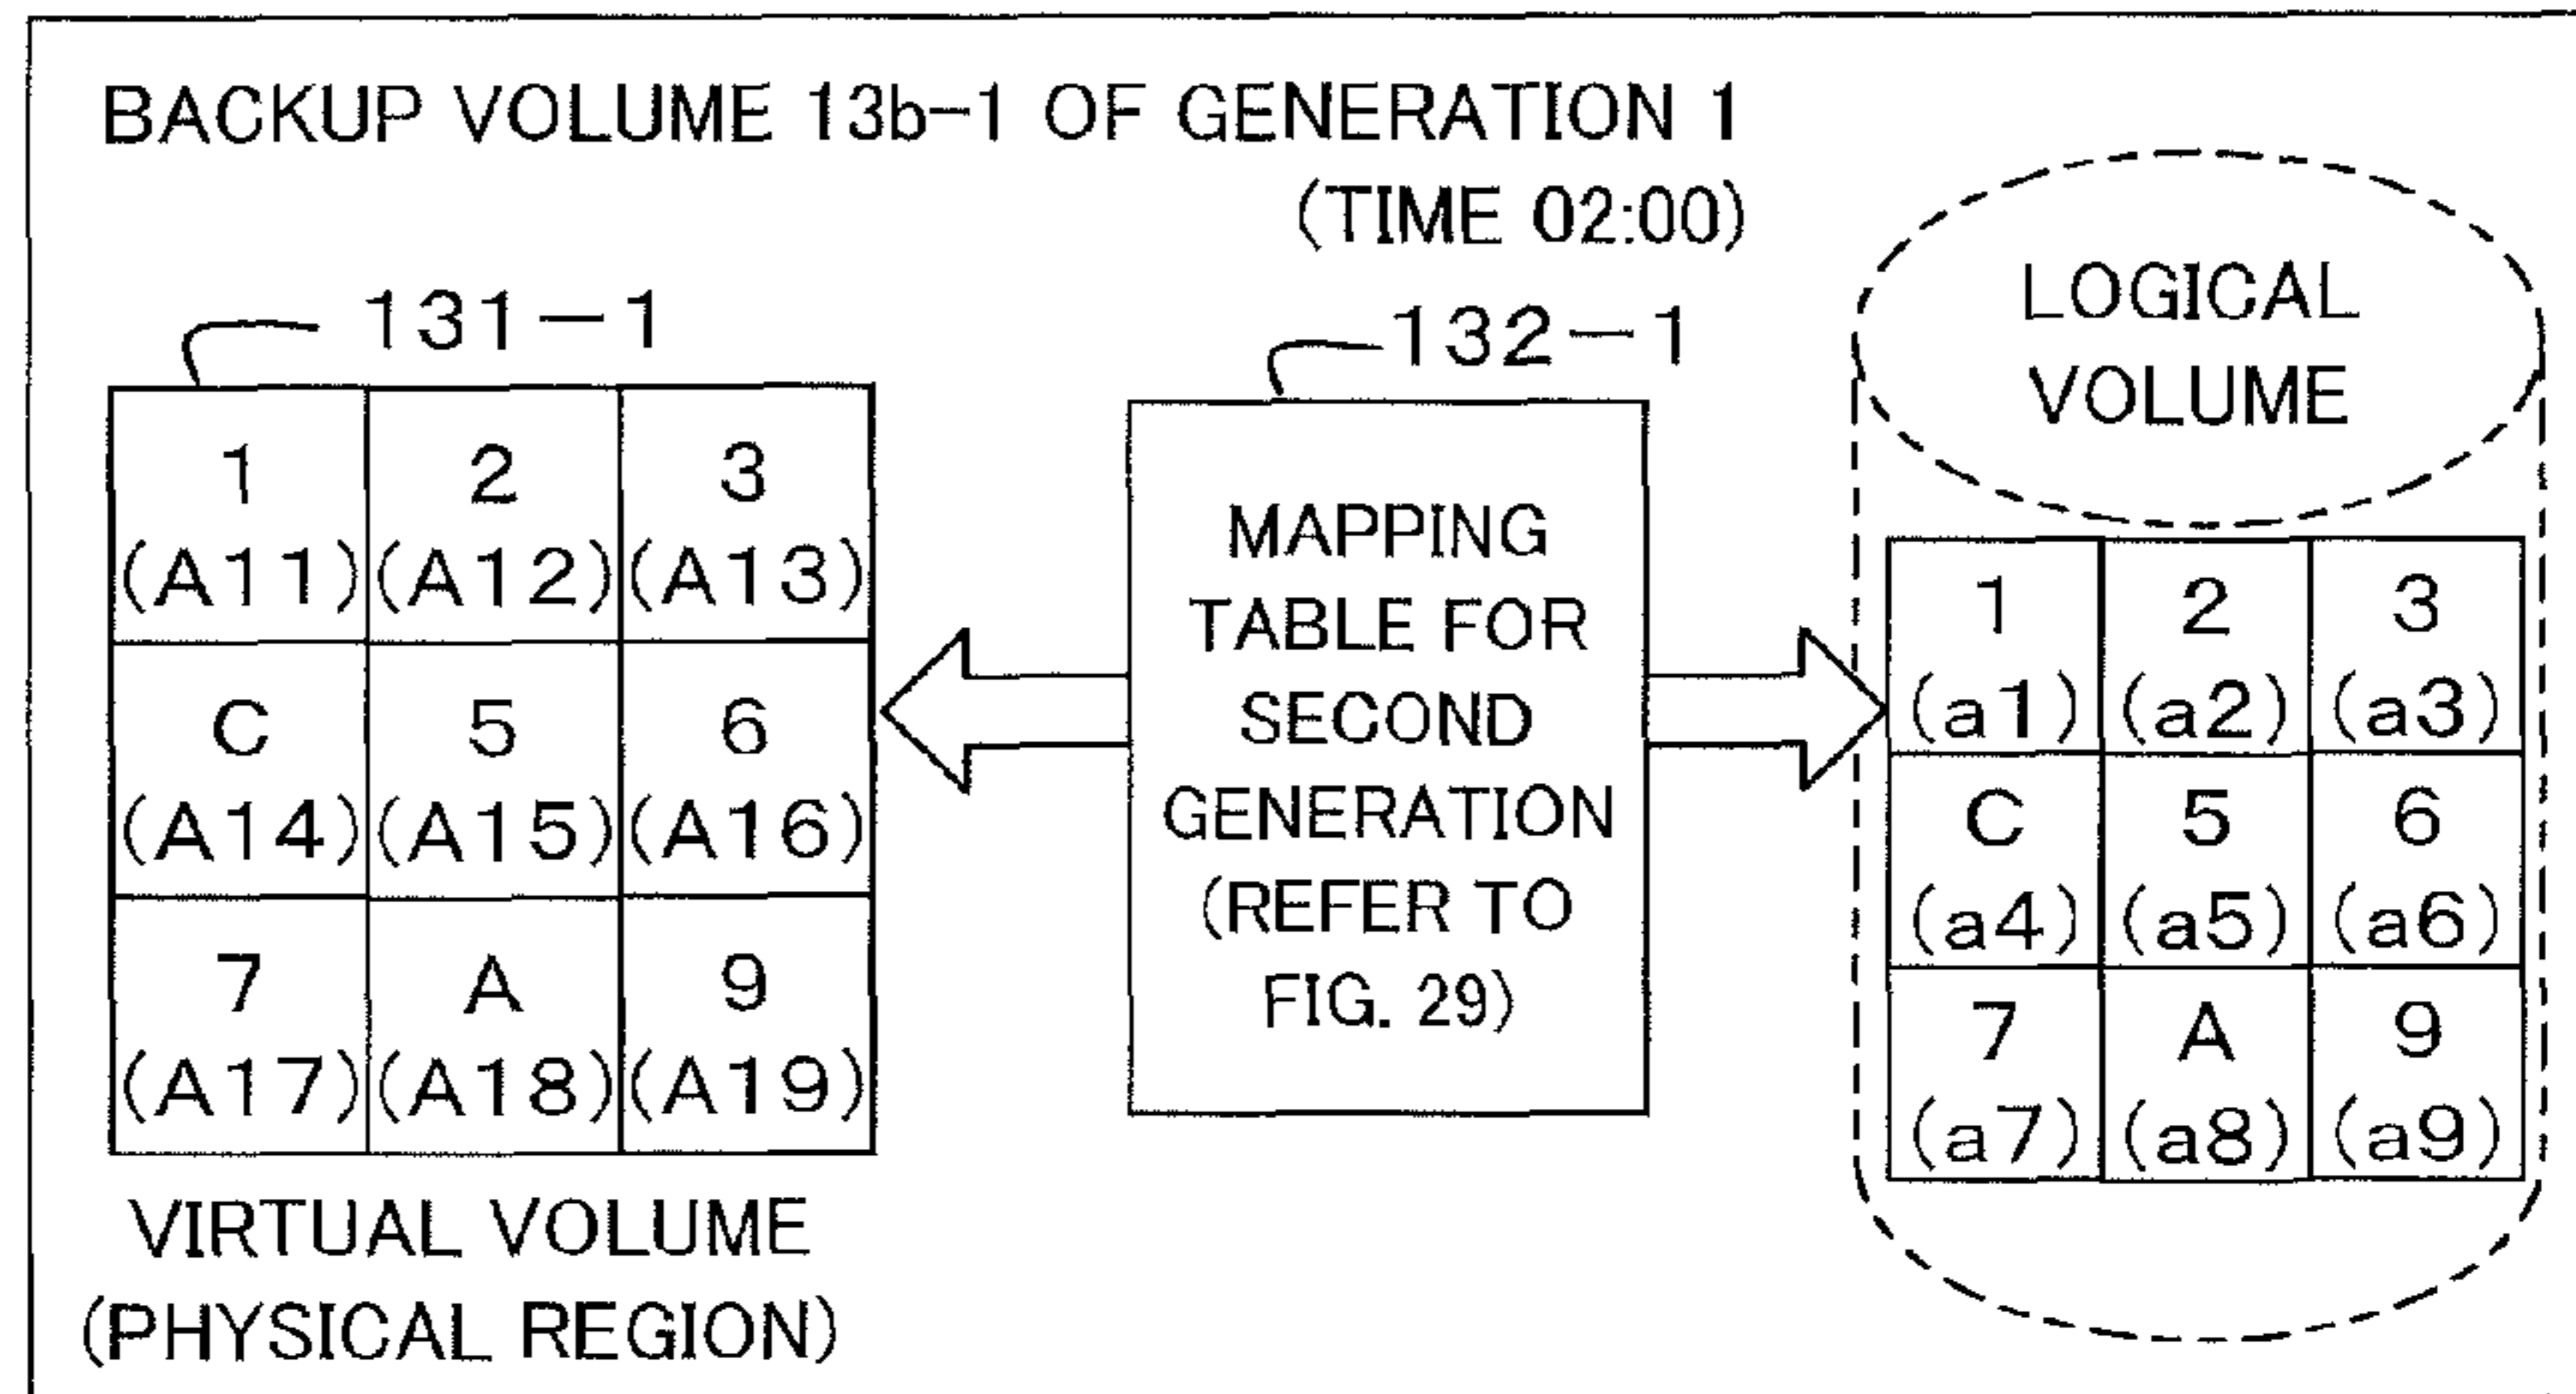 BACKUP VOLUME 13b-1 OF GENERATION 1
(TIME 02:00)
131-1
1 2 3
(A11) (A12) (A13)
C 5 6
(A14) (A15) (A16)
7 A 9
(A17) (A18) (A19)
VIRTUAL VOLUME
(PHYSICAL REGION)
132-1
MAPPING
TABLE FOR
SECOND
GENERATION
(REFER TO
FIG. 29)
LOGICAL
VOLUME
1 2 3
(a1) (a2) (a3)
C 5 6
(a4) (a5) (a6)
7 A 9
(a7) (a8) (a9)